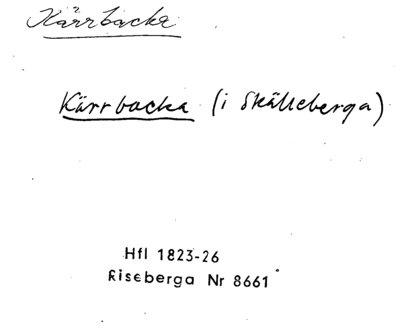 Kärrbacka
Kärrbacka (i Skälleberga)
Hfl 1823-26
Riseberga Nr 8661